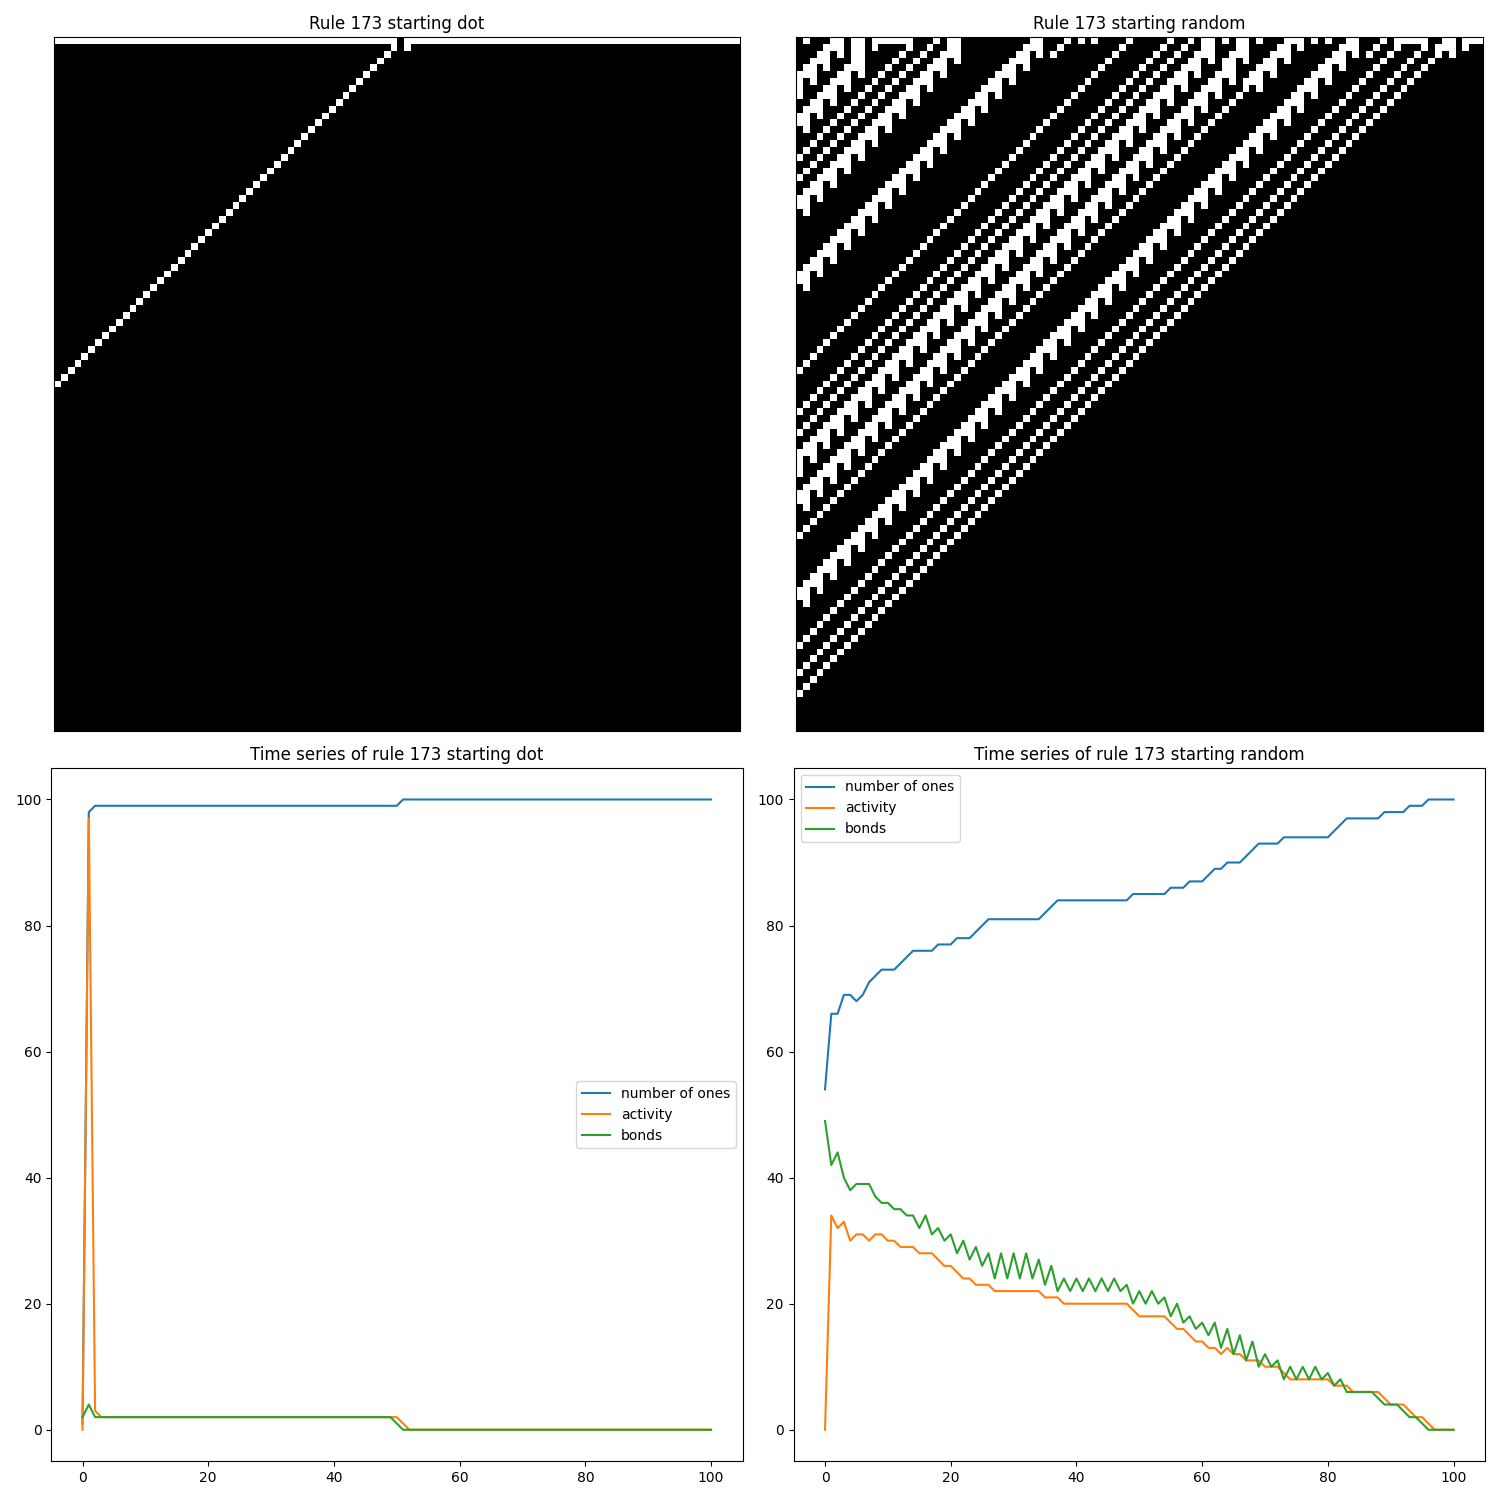 Rule 173 starting dot
Rule 173 starting random
Time series of rule 173 starting dot
100
80
60
40
20
0
0
20
40
60
80
100
number of ones
activity
bonds
Time series of rule 173 starting random
100
80
60
40
20
0
0
20
40
60
80
100
number of ones
activity
bonds